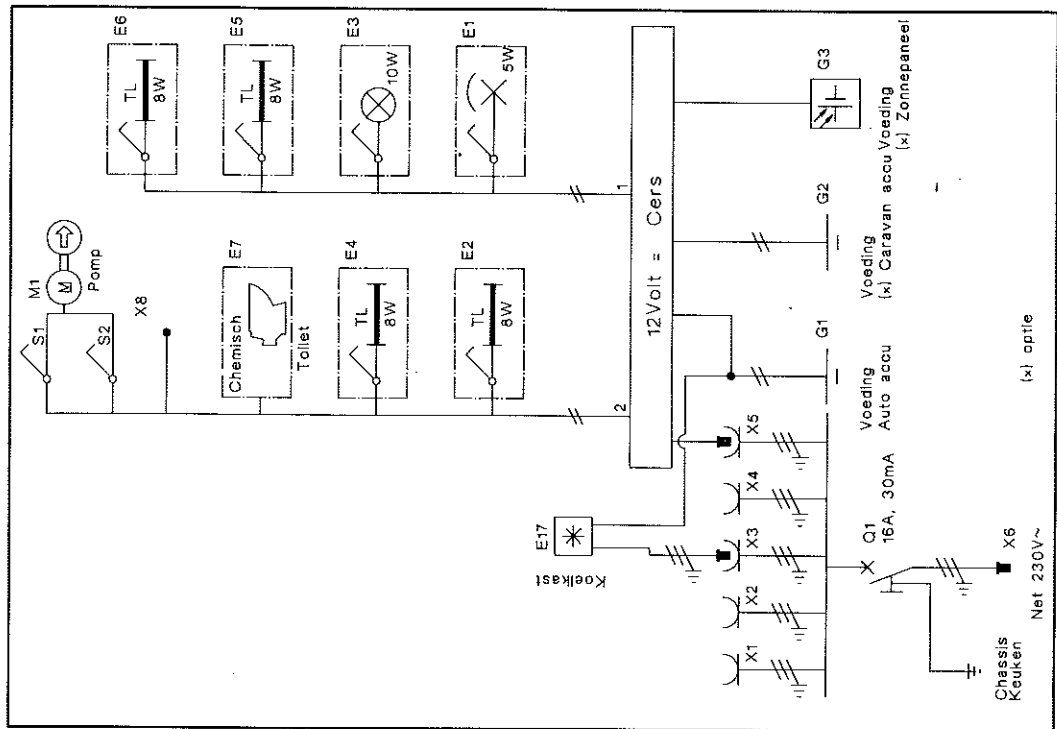 E6
TL
8W
E5
TL
8W
E3
10W
E1
5W
M1
M
Pomp
S1
S2
X8
E7
Chemisch
Toilet
E4
TL
8W
E2
TL
8W
1
2
12Volt = Cers
G3
Voeding
(x) Zonnepaneel
G2
Voeding
(x) Caravan accu
G1
Voeding
Auto accu
(x) optie
E17
Koelkast
X5
X4
X3
X2
X1
Q1
16A, 30mA
X6
Net 230V~
Chassis
Keuken